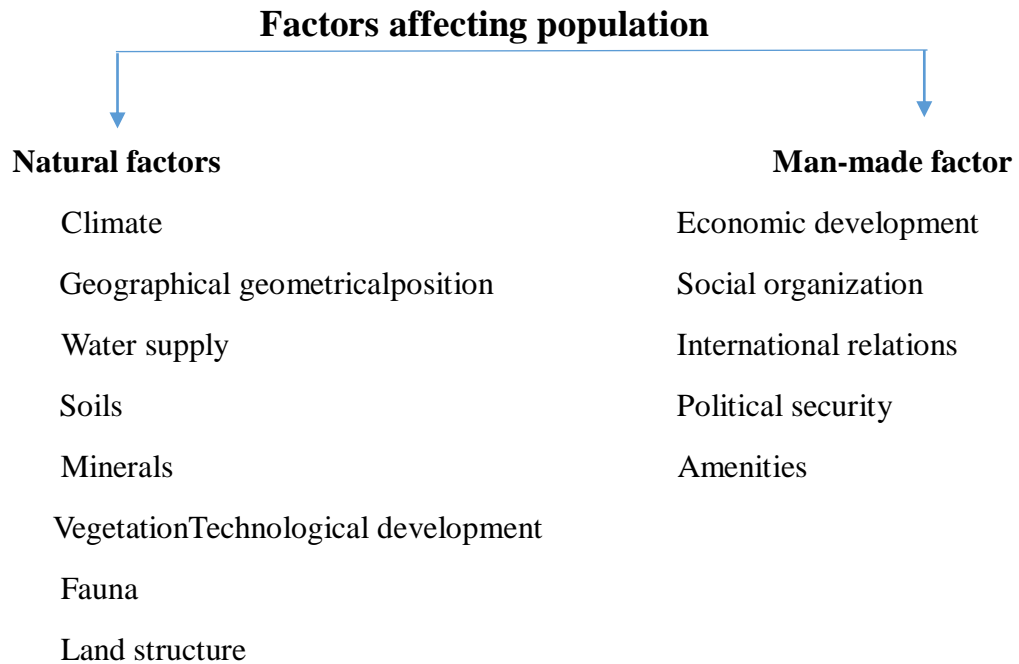 Factors affecting population
Natural factors
Climate
Geographical geometricalposition
Water supply
Soils
Minerals
VegetationTechnological development
Fauna
Land structure
Man-made factor
Economic development
Social organization
International relations
Political security
Amenities